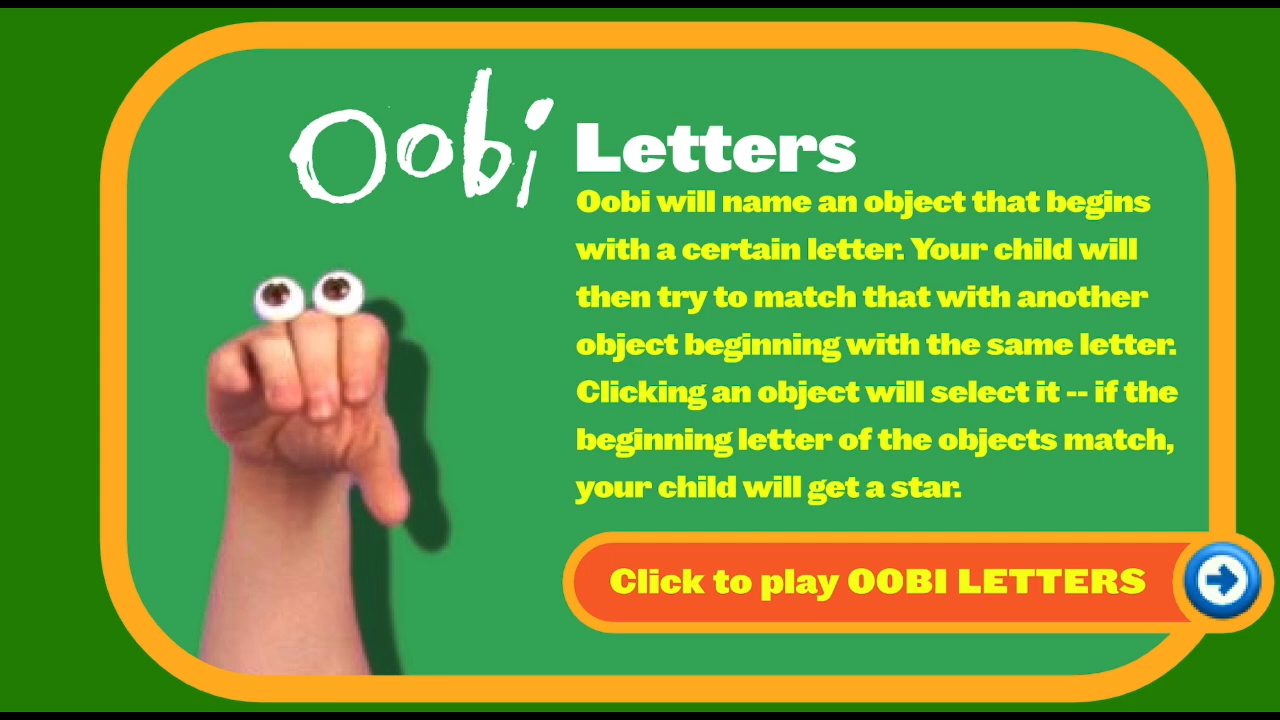 Oobi Letters
Oobi will name an object that begins
with a certain letter. Your child will
then try to match that with another
object beginning with the same letter.
Clicking an object will select it -- if the
beginning letter of the objects match,
your child will get a star.
Click to play OOBI LETTERS